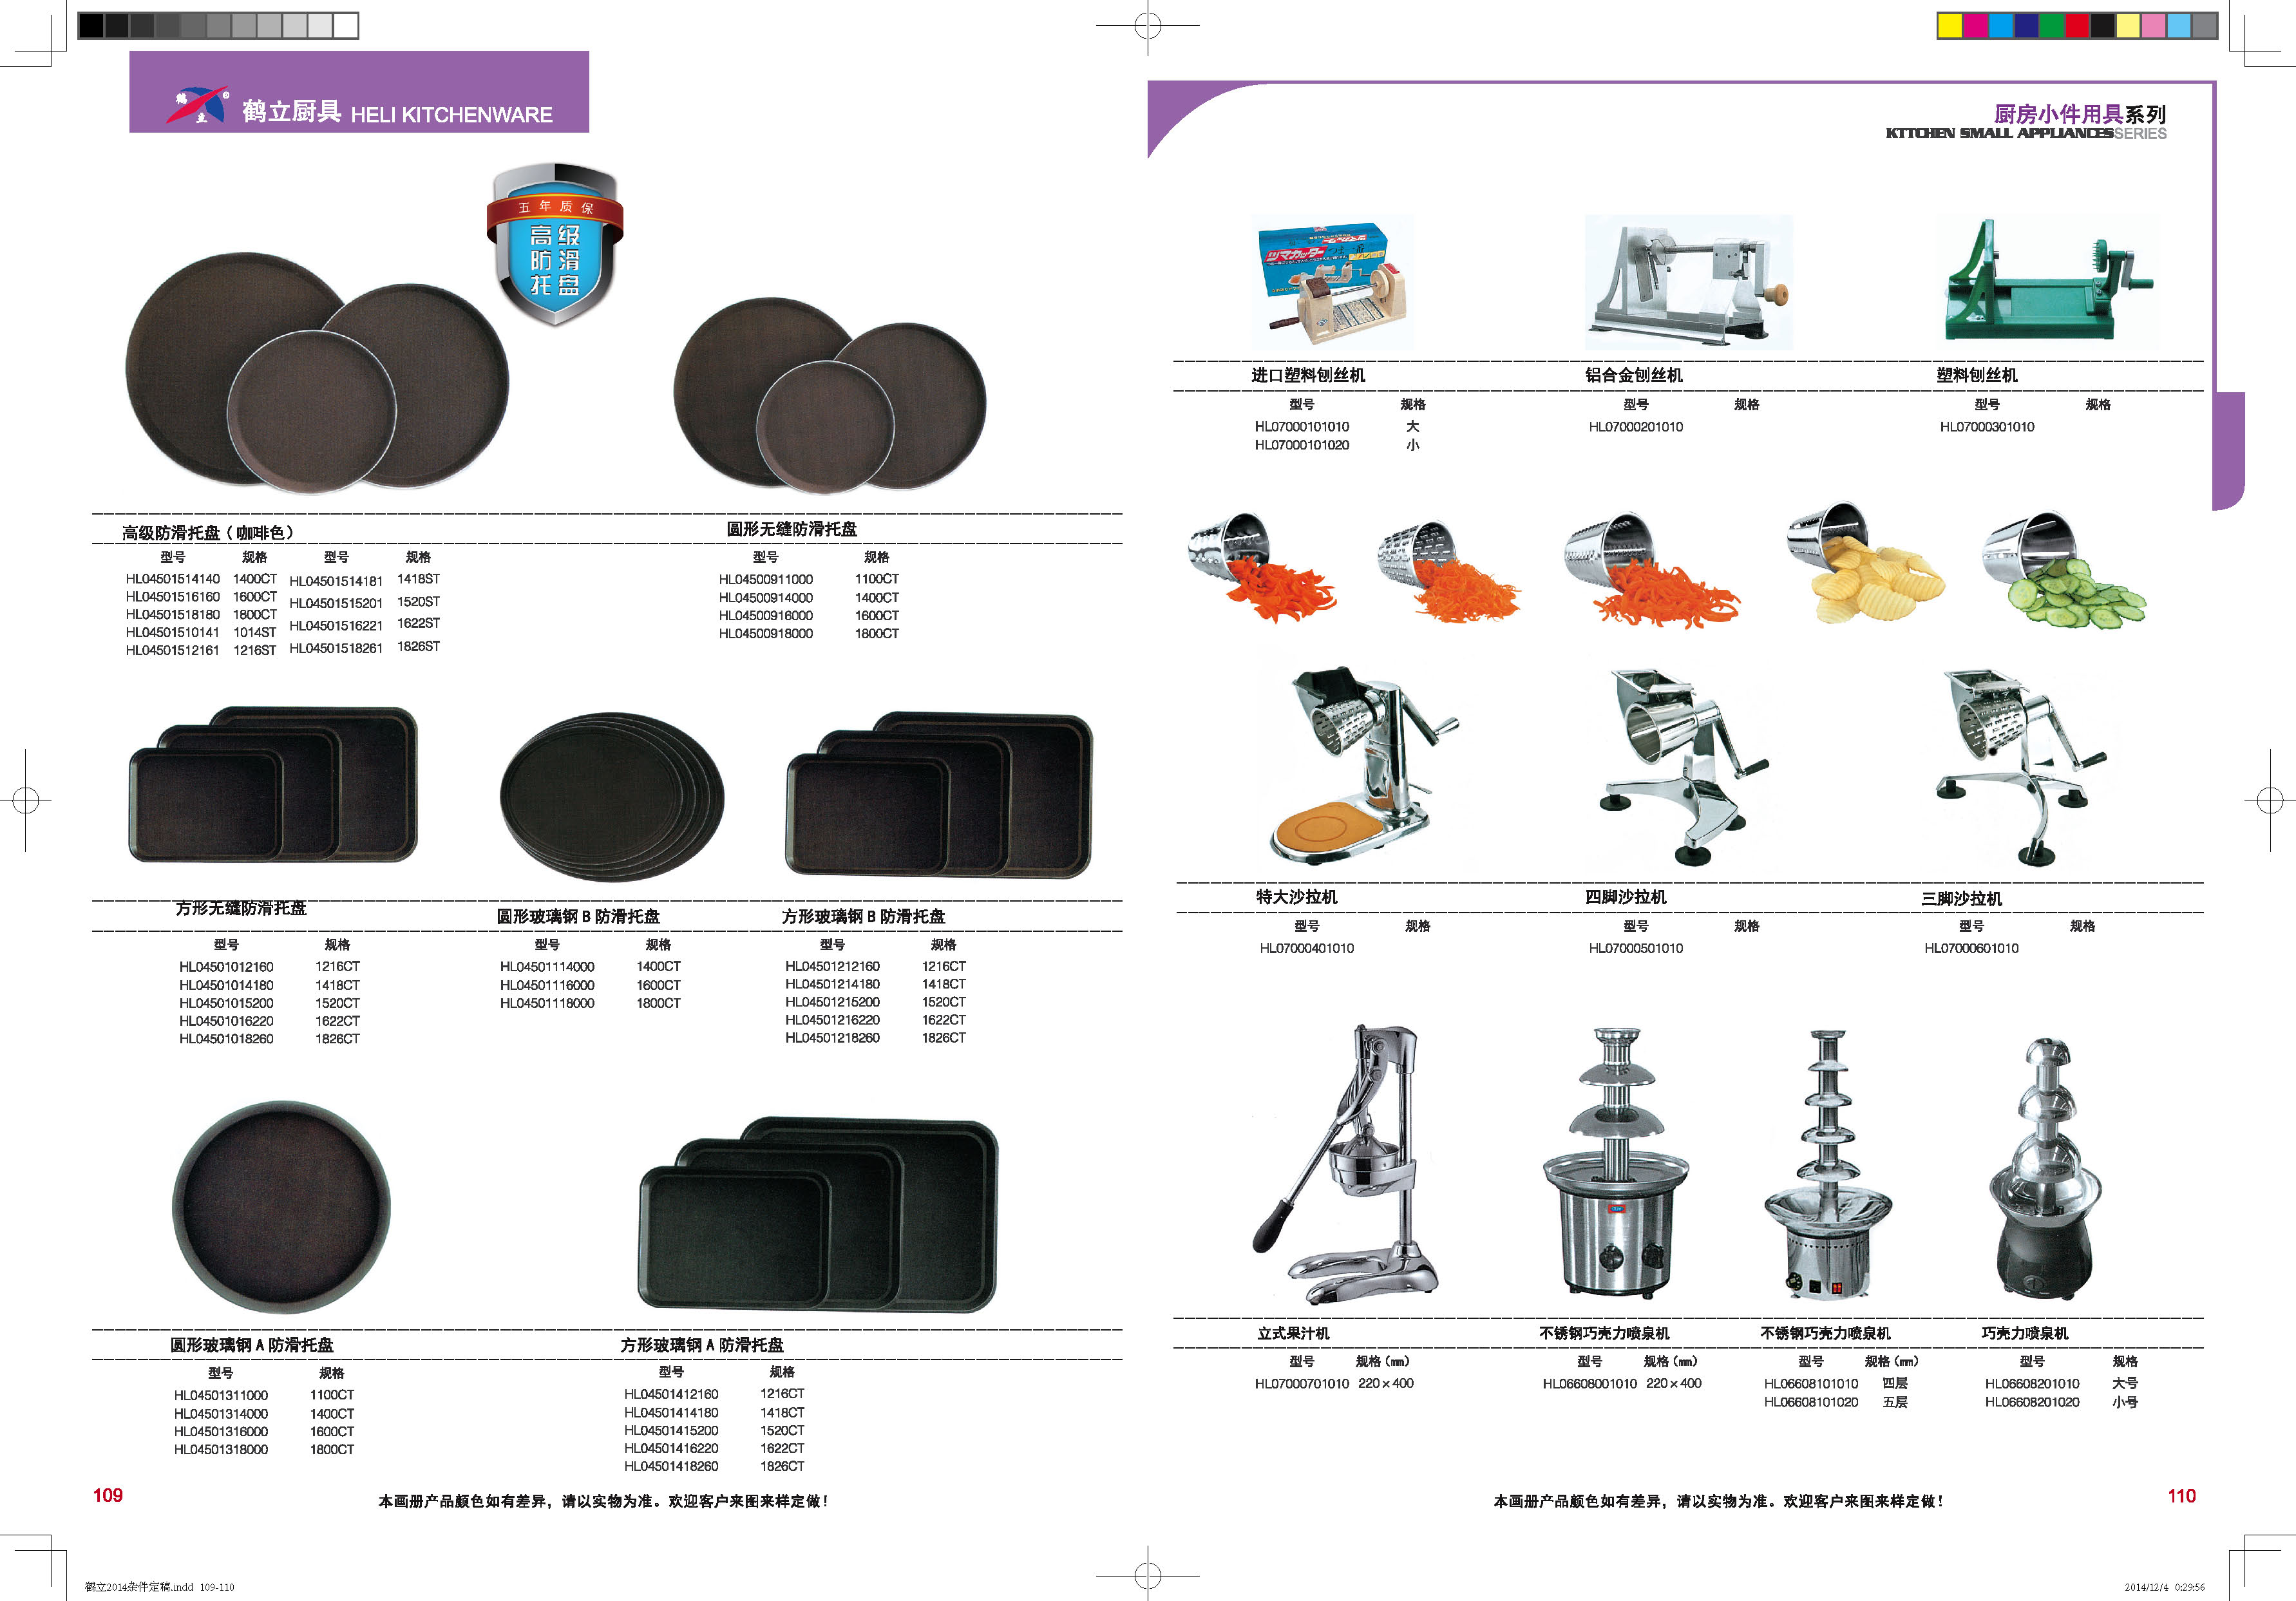 鹤立厨具 HELI KITCHENWARE
鹤
立
五年质保
高级
防滑
托盘
高级防滑托盘（咖啡色）
型号 规格 型号 规格
HL04501514140 1400CT HL04501514181 1418ST
HL04501516160 1600CT HL04501515201 1520ST
HL04501518180 1800CT HL04501516221 1622ST
HL04501510141 1014ST HL04501518261 1826ST
HL04501512161 1216ST
圆形无缝防滑托盘
型号 规格
HL04500911000 1100CT
HL04500914000 1400CT
HL04500916000 1600CT
HL04500918000 1800CT
方形无缝防滑托盘
型号 规格
HL04501012160 1216CT
HL04501014180 1418CT
HL04501015200 1520CT
HL04501016220 1622CT
HL04501018260 1826CT
圆形玻璃钢 B 防滑托盘
型号 规格
HL04501114000 1400CT
HL04501116000 1600CT
HL04501118000 1800CT
方形玻璃钢 B 防滑托盘
型号 规格
HL04501212160 1216CT
HL04501214180 1418CT
HL04501215200 1520CT
HL04501216220 1622CT
HL04501218260 1826CT
圆形玻璃钢 A 防滑托盘
型号 规格
HL04501311000 1100CT
HL04501314000 1400CT
HL04501316000 1600CT
HL04501318000 1800CT
方形玻璃钢 A 防滑托盘
型号 规格
HL04501412160 1216CT
HL04501414180 1418CT
HL04501415200 1520CT
HL04501416220 1622CT
HL04501418260 1826CT
109
本画册产品颜色如有差异，请以实物为准。欢迎客户来图来样定做！
厨房小件用具系列
KTTCHEN SMALL APPLIANCESSERIES
ツマカッター
进口塑料刨丝机
型号 规格
HL07000101010 大
HL07000101020 小
铝合金刨丝机
型号 规格
HL07000201010
塑料刨丝机
型号 规格
HL07000301010
特大沙拉机
型号 规格
HL07000401010
四脚沙拉机
型号 规格
HL07000501010
三脚沙拉机
型号 规格
HL07000601010
立式果汁机
型号 规格（mm）
HL07000701010 220×400
不锈钢巧壳力喷泉机
型号 规格（mm）
HL06608001010 220×400
不锈钢巧壳力喷泉机
型号 规格（mm）
HL06608101010 四层
HL06608101020 五层
巧壳力喷泉机
型号 规格
HL06608201010 大号
HL06608201020 小号
本画册产品颜色如有差异，请以实物为准。欢迎客户来图来样定做！
110
鹤立2014杂件定稿.indd 109-110
2014/12/4 0:29:56